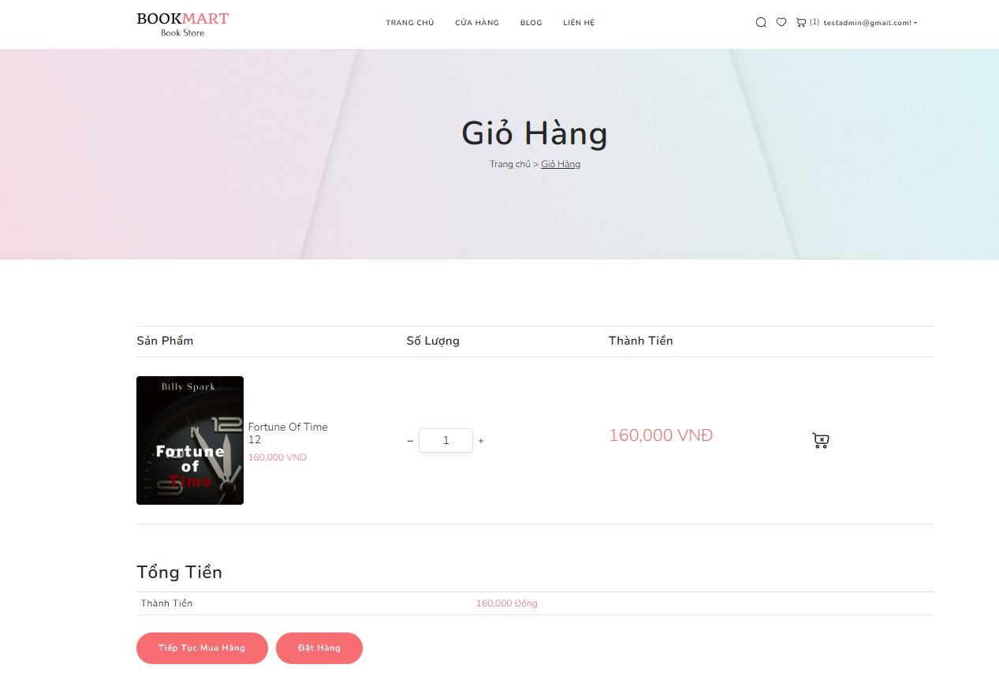 BOOKMART
Book Store
TRANG CHỦ CỬA HÀNG BLOG LIÊN HỆ
(1) testadmin@gmail.com!
Giỏ Hàng
Trang chủ > Giỏ Hàng
Sản Phẩm Số Lượng Thành Tiền
Billy Spark
12
Fortune
of
Time
Fortune Of Time
12
160,000 VND
− 1 +
160,000 VNĐ
Tổng Tiền
Thành Tiền 160,000 Đồng
Tiếp Tục Mua Hàng Đặt Hàng